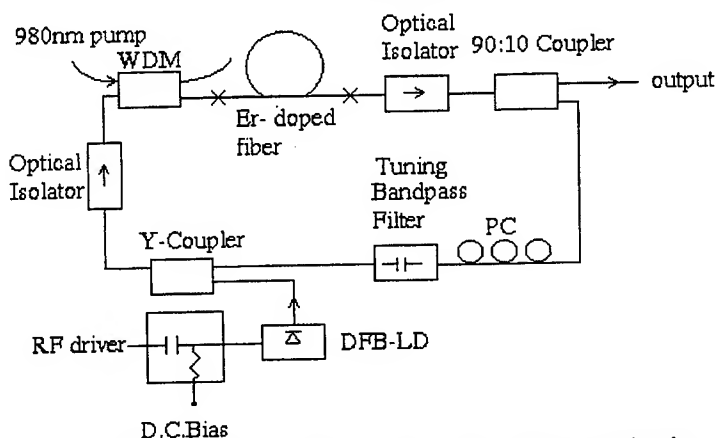 980nm pump
WDM
Optical
Isolator
90:10 Coupler
output
Er- doped
fiber
Optical
Isolator
Tuning
Bandpass
Filter
PC
Y-Coupler
RF driver
DFB-LD
D.C.Bias